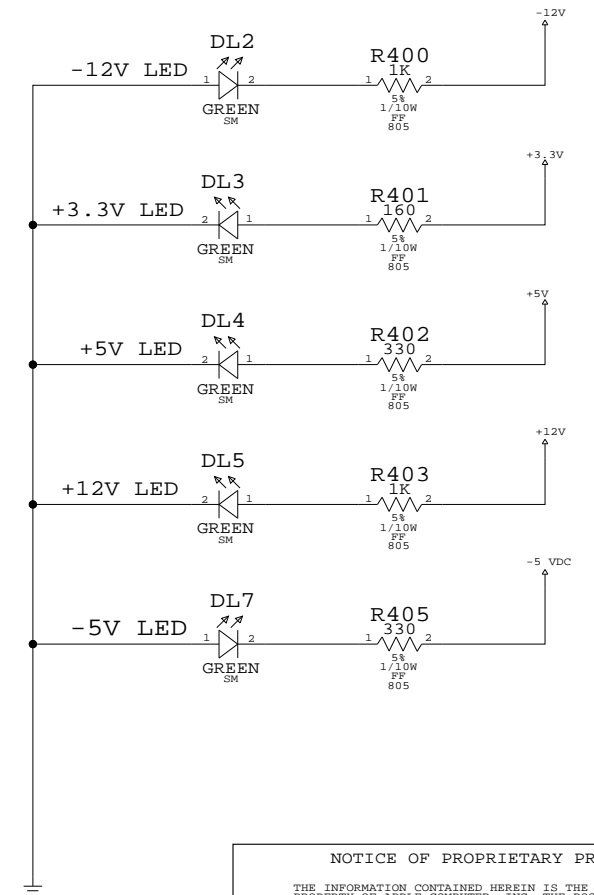 -12V
DL2
R400
-12V LED
1K
1 2
1 2
GREEN
SM
5%
1/10W
FF
805
+3.3V
DL3
R401
+3.3V LED
160
2 1
1 2
GREEN
SM
5%
1/10W
FF
805
+5V
DL4
R402
+5V LED
330
2 1
1 2
GREEN
SM
5%
1/10W
FF
805
+12V
DL5
R403
+12V LED
1K
2 1
1 2
GREEN
SM
5%
1/10W
FF
805
-5 VDC
DL7
R405
-5V LED
330
1 2
1 2
GREEN
SM
5%
1/10W
FF
805
NOTICE OF PROPRIETARY PR
THE INFORMATION CONTAINED HEREIN IS THE